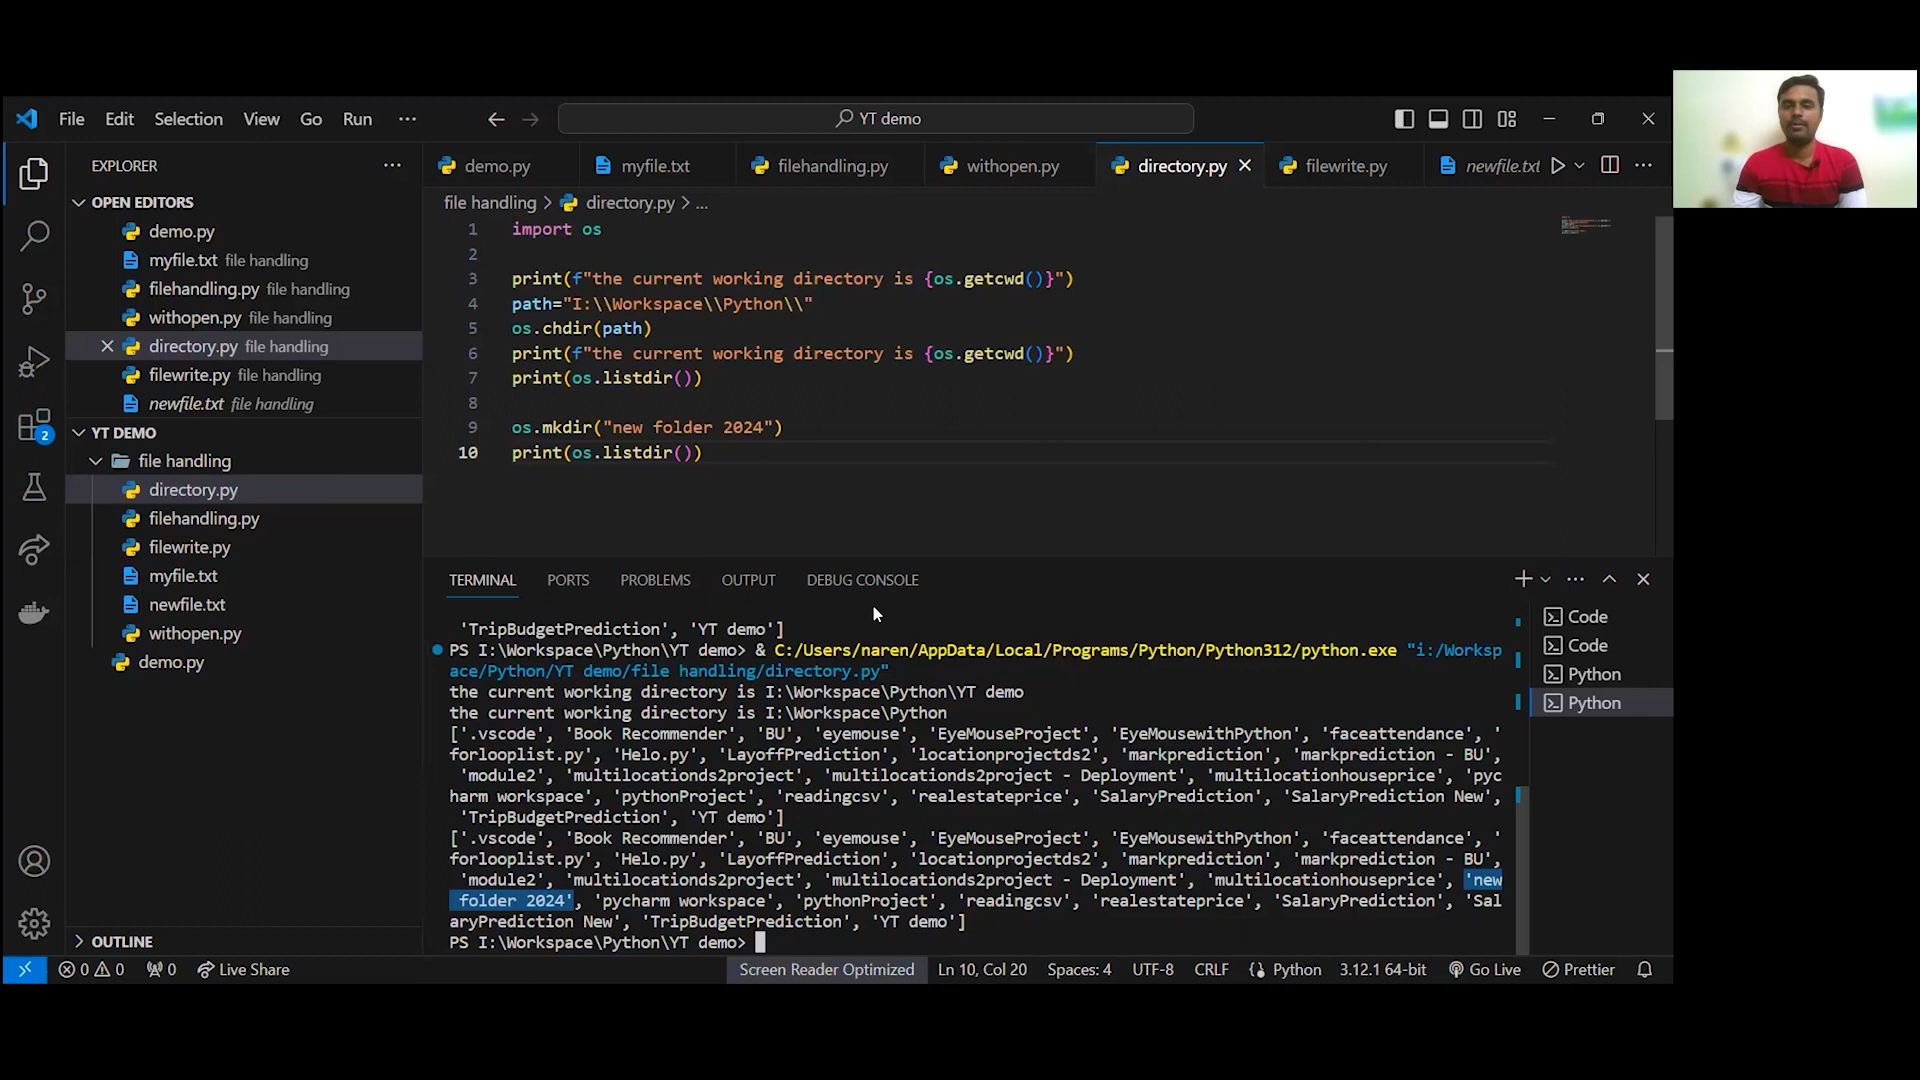 File Edit Selection View Go Run ··· YT demo
EXPLORER ···
OPEN EDITORS
demo.py
myfile.txt file handling
filehandling.py file handling
withopen.py file handling
directory.py file handling
filewrite.py file handling
newfile.txt file handling
YT DEMO
file handling
directory.py
filehandling.py
filewrite.py
myfile.txt
newfile.txt
withopen.py
demo.py
OUTLINE
demo.py myfile.txt filehandling.py withopen.py directory.py filewrite.py newfile.txt
file handling > directory.py > ...
1 import os
2
3 print(f"the current working directory is {os.getcwd()}")
4 path="I:\\Workspace\\Python\\"
5 os.chdir(path)
6 print(f"the current working directory is {os.getcwd()}")
7 print(os.listdir())
8
9 os.mkdir("new folder 2024")
10 print(os.listdir())
TERMINAL PORTS PROBLEMS OUTPUT DEBUG CONSOLE
'TripBudgetPrediction', 'YT demo']
PS I:\Workspace\Python\YT demo> & C:/Users/naren/AppData/Local/Programs/Python/Python312/python.exe "i:/Worksp
ace/Python/YT demo/file handling/directory.py"
the current working directory is I:\Workspace\Python\YT demo
the current working directory is I:\Workspace\Python
['.vscode', 'Book Recommender', 'BU', 'eyemouse', 'EyeMouseProject', 'EyeMousewithPython', 'faceattendance', '
forlooplist.py', 'Helo.py', 'LayoffPrediction', 'locationprojectds2', 'markprediction', 'markprediction - BU',
'module2', 'multilocationds2project', 'multilocationds2project - Deployment', 'multilocationhouseprice', 'pyc
harm workspace', 'pythonProject', 'readingcsv', 'realestateprice', 'SalaryPrediction', 'SalaryPrediction New',
'TripBudgetPrediction', 'YT demo']
['.vscode', 'Book Recommender', 'BU', 'eyemouse', 'EyeMouseProject', 'EyeMousewithPython', 'faceattendance', '
forlooplist.py', 'Helo.py', 'LayoffPrediction', 'locationprojectds2', 'markprediction', 'markprediction - BU',
'module2', 'multilocationds2project', 'multilocationds2project - Deployment', 'multilocationhouseprice', 'new
folder 2024', 'pycharm workspace', 'pythonProject', 'readingcsv', 'realestateprice', 'SalaryPrediction', 'Sal
aryPrediction New', 'TripBudgetPrediction', 'YT demo']
PS I:\Workspace\Python\YT demo>
Code
Code
Python
Python
2
0 0 0 Live Share Screen Reader Optimized Ln 10, Col 20 Spaces: 4 UTF-8 CRLF Python 3.12.1 64-bit Go Live Prettier